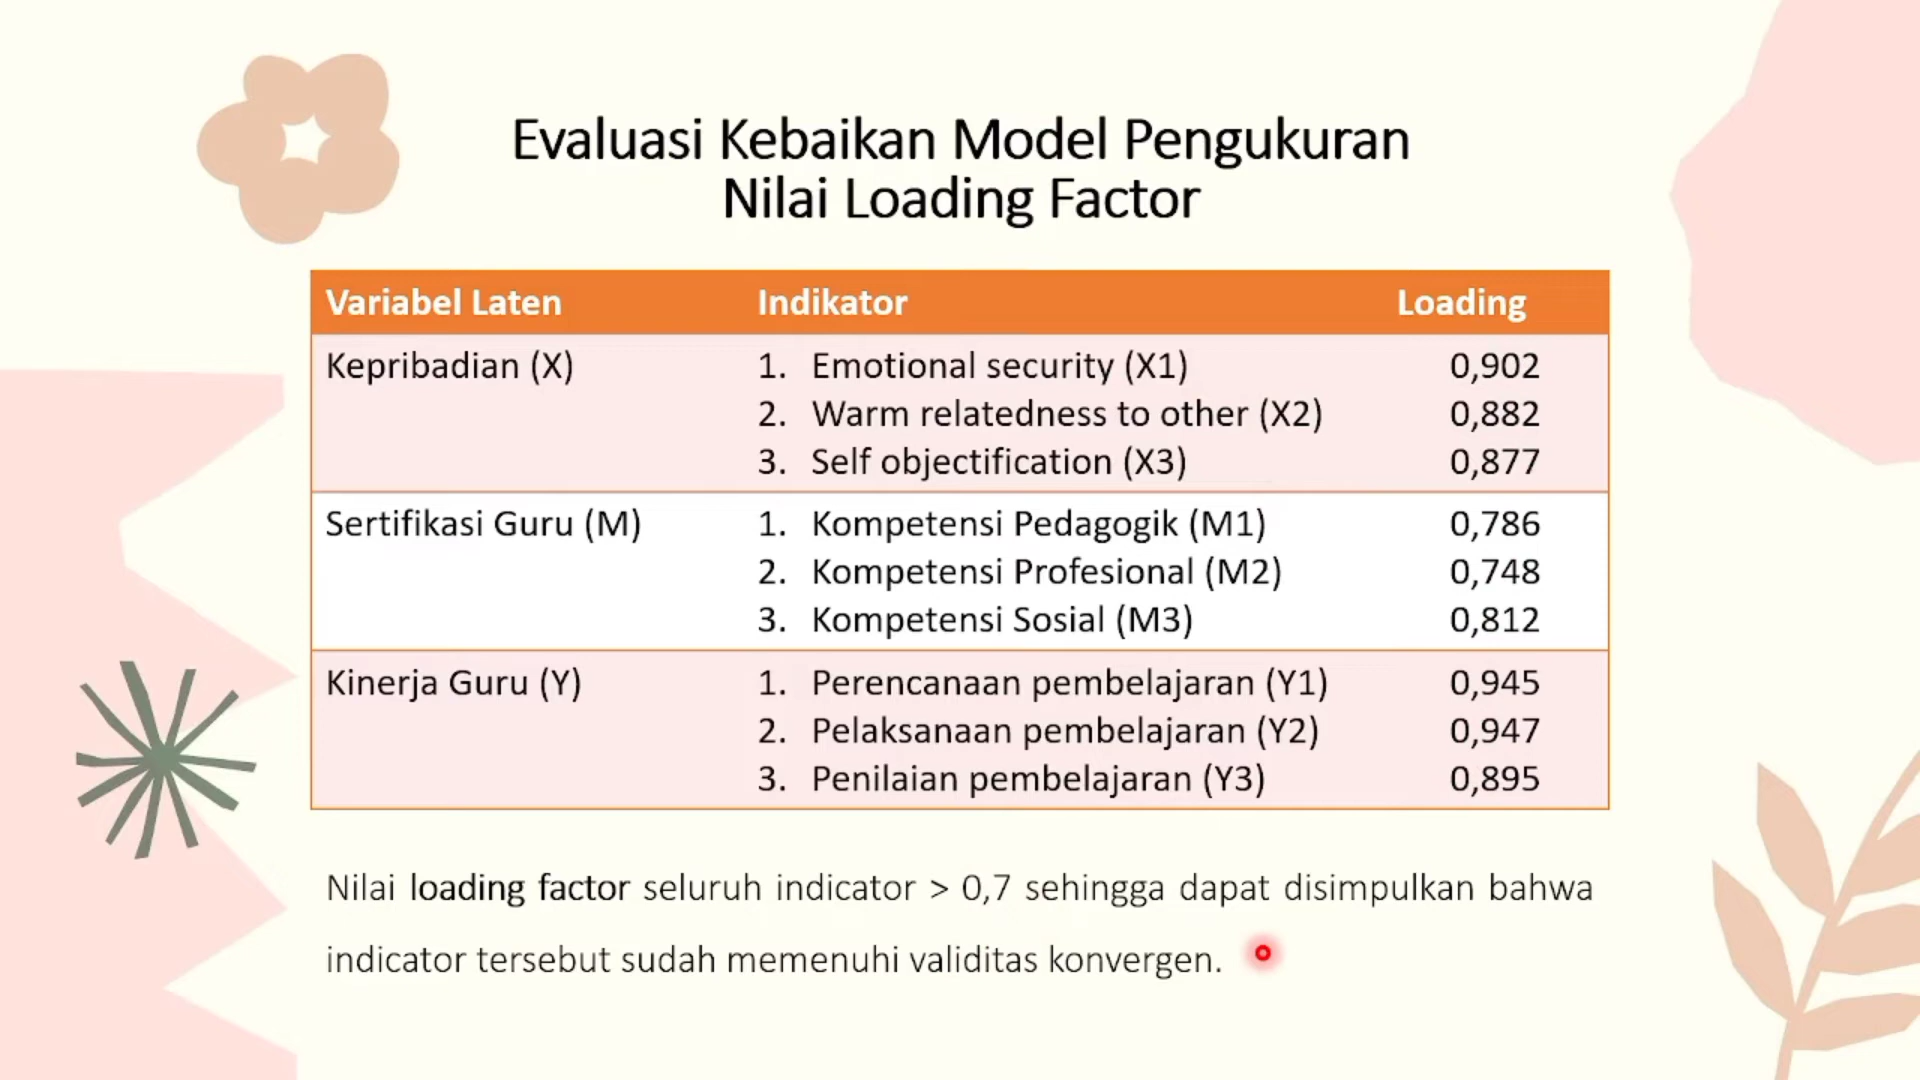 Evaluasi Kebaikan Model Pengukuran
Nilai Loading Factor
Variabel Laten Indikator Loading
Kepribadian (X) 1. Emotional security (X1) 0,902
2. Warm relatedness to other (X2) 0,882
3. Self objectification (X3) 0,877
Sertifikasi Guru (M) 1. Kompetensi Pedagogik (M1) 0,786
2. Kompetensi Profesional (M2) 0,748
3. Kompetensi Sosial (M3) 0,812
Kinerja Guru (Y) 1. Perencanaan pembelajaran (Y1) 0,945
2. Pelaksanaan pembelajaran (Y2) 0,947
3. Penilaian pembelajaran (Y3) 0,895
Nilai loading factor seluruh indicator > 0,7 sehingga dapat disimpulkan bahwa
indicator tersebut sudah memenuhi validitas konvergen.